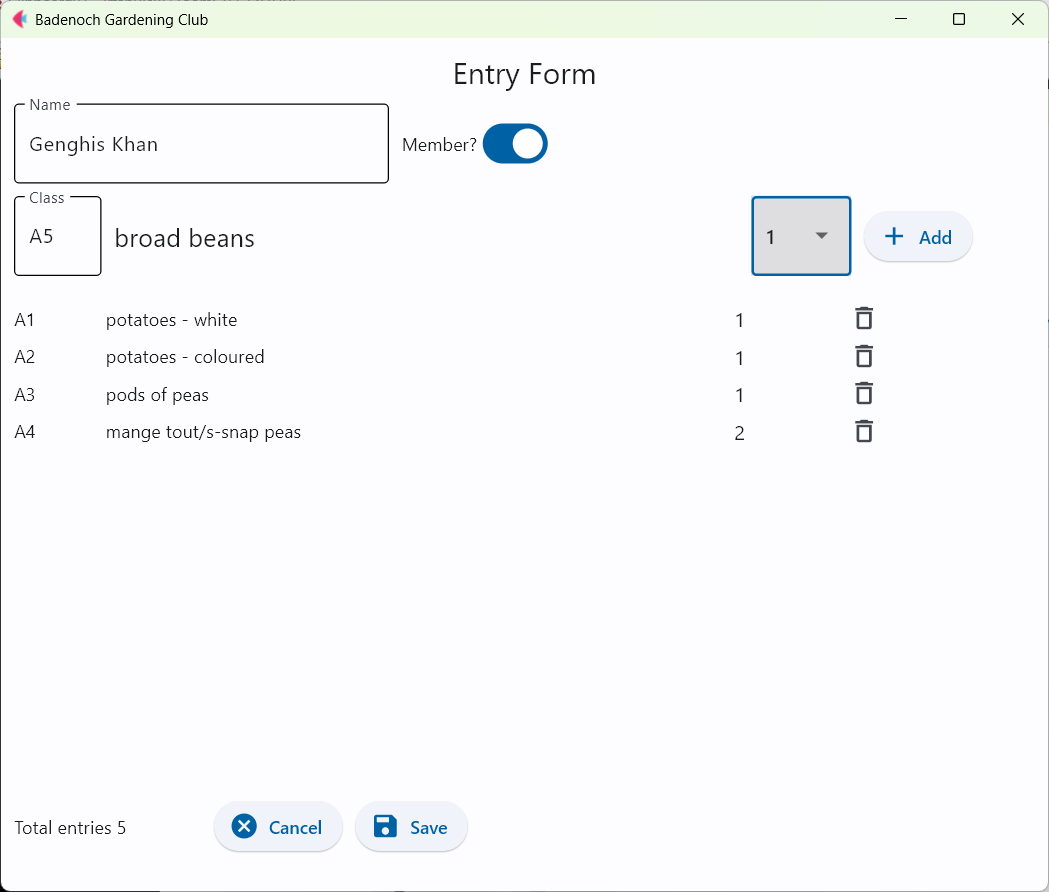 Badenoch Gardening Club
Entry Form
Name
Genghis Khan
Member?
Class
A5
broad beans
1
Add
A1 potatoes - white 1
A2 potatoes - coloured 1
A3 pods of peas 1
A4 mange tout/s-snap peas 2
Total entries 5
Cancel
Save